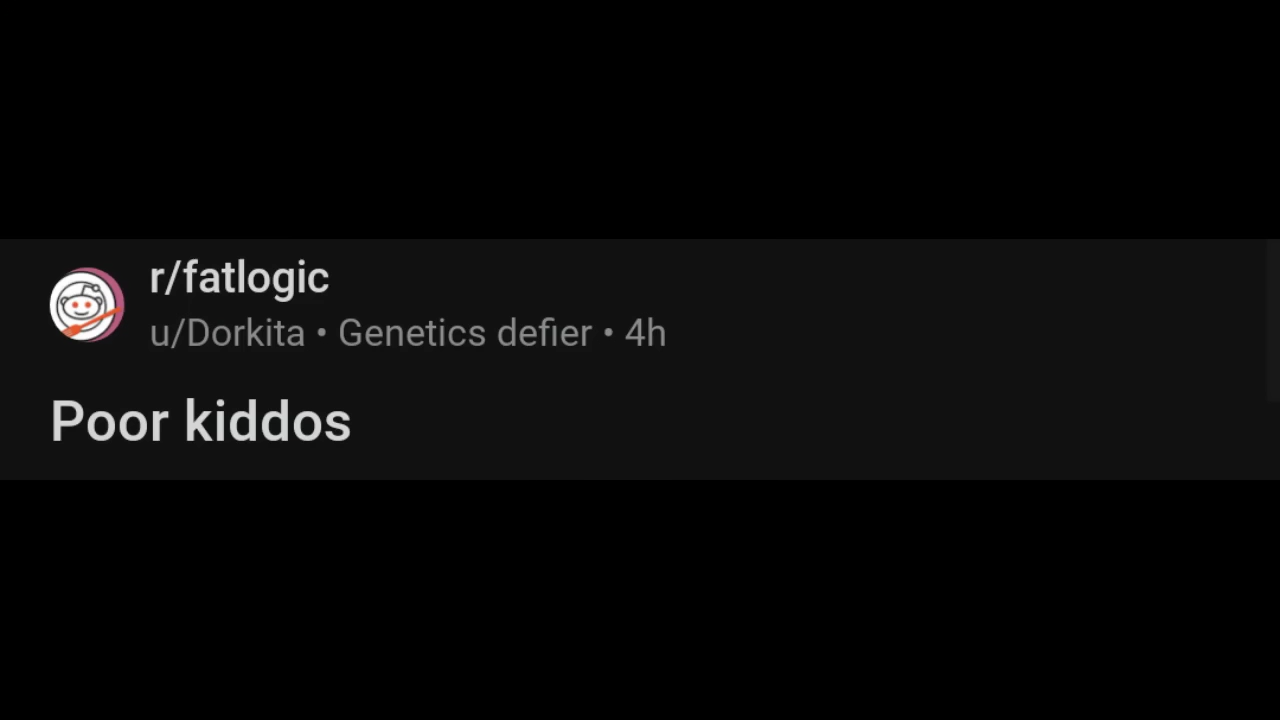 r/fatlogic
u/Dorkita • Genetics defier • 4h
Poor kiddos